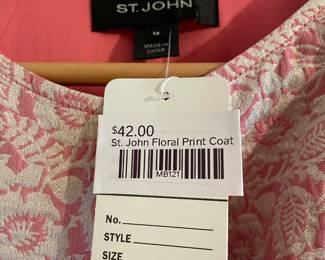 ST. JOHN
14
MADE IN
CHINA
$42.00
St. John Floral Print Coat
MB121
No.
STYLE
SIZE